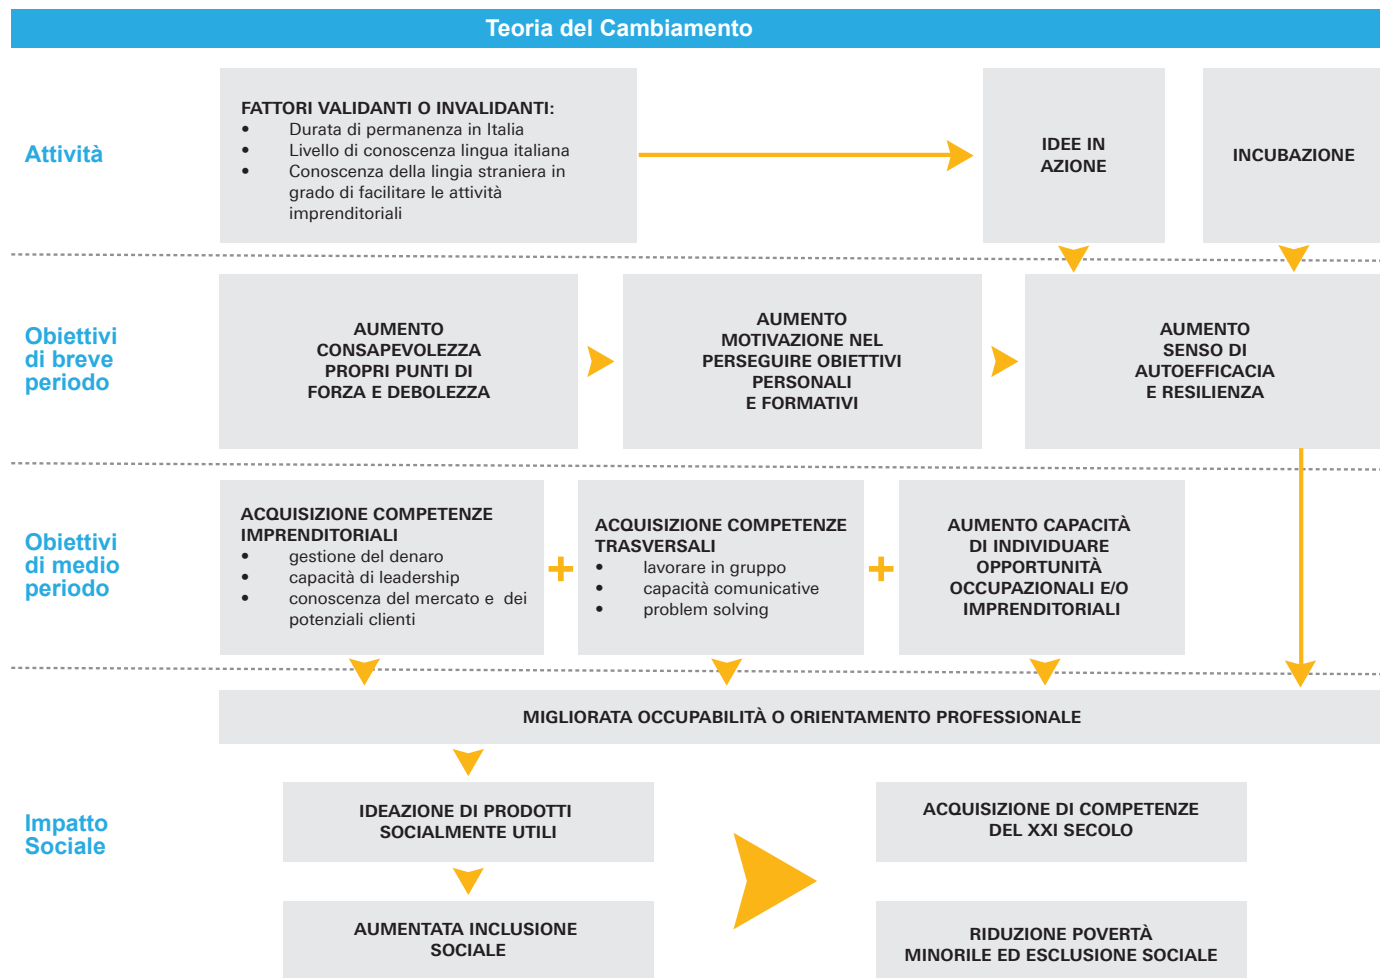 Teoria del Cambiamento
Attività
FATTORI VALIDANTI O INVALIDANTI:
• Durata di permanenza in Italia
• Livello di conoscenza lingua italiana
• Conoscenza della lingia straniera in
grado di facilitare le attività
imprenditoriali
IDEE IN
AZIONE
INCUBAZIONE
Obiettivi
di breve
periodo
AUMENTO
CONSAPEVOLEZZA
PROPRI PUNTI DI
FORZA E DEBOLEZZA
AUMENTO
MOTIVAZIONE NEL
PERSEGUIRE OBIETTIVI
PERSONALI
E FORMATIVI
AUMENTO
SENSO DI
AUTOEFFICACIA
E RESILIENZA
Obiettivi
di medio
periodo
ACQUISIZIONE COMPETENZE
IMPRENDITORIALI
• gestione del denaro
• capacità di leadership
• conoscenza del mercato e dei
potenziali clienti
+
ACQUISIZIONE COMPETENZE
TRASVERSALI
• lavorare in gruppo
• capacità comunicative
• problem solving
+
AUMENTO CAPACITÀ
DI INDIVIDUARE
OPPORTUNITÀ
OCCUPAZIONALI E/O
IMPRENDITORIALI
Impatto
Sociale
MIGLIORATA OCCUPABILITÀ O ORIENTAMENTO PROFESSIONALE
IDEAZIONE DI PRODOTTI
SOCIALMENTE UTILI
ACQUISIZIONE DI COMPETENZE
DEL XXI SECOLO
AUMENTATA INCLUSIONE
SOCIALE
RIDUZIONE POVERTÀ
MINORILE ED ESCLUSIONE SOCIALE